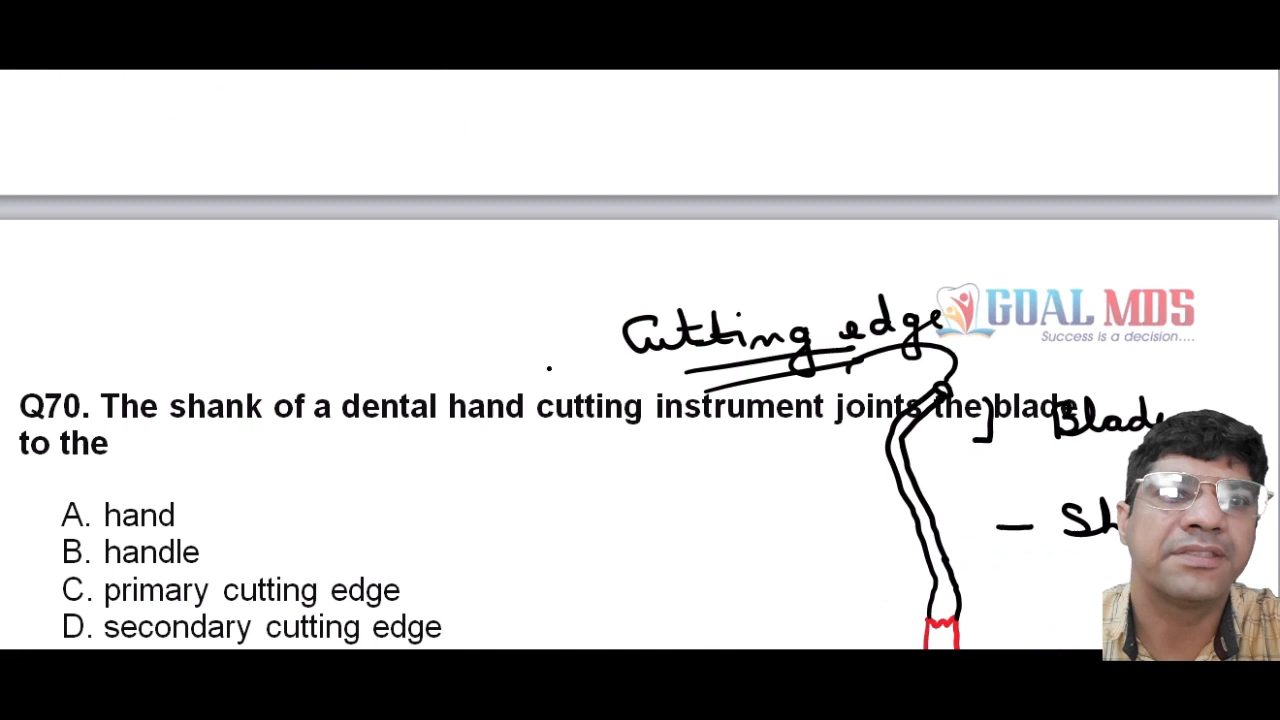 Cutting edge
GOAL MDS
Success is a decision....
Q70. The shank of a dental hand cutting instrument joints the blade
to the
Blade
A. hand
B. handle
C. primary cutting edge
D. secondary cutting edge